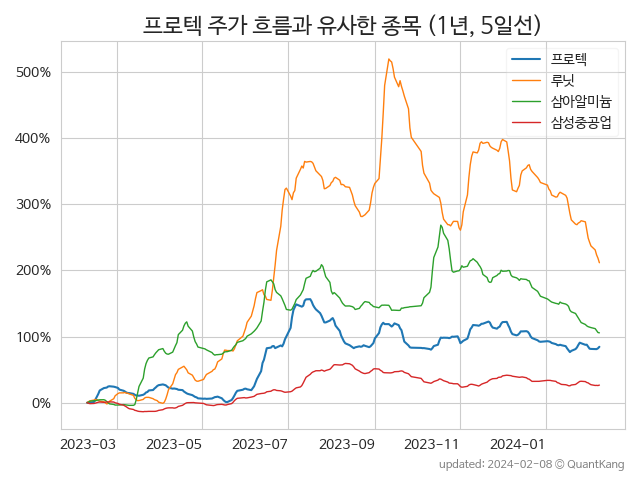 프로텍 주가 흐름과 유사한 종목 (1년, 5일선)
프로텍
루닛
삼아알미늄
삼성중공업
500%
400%
300%
200%
100%
0%
2023-03 2023-05 2023-07 2023-09 2023-11 2024-01
updated: 2024-02-08 © QuantKang